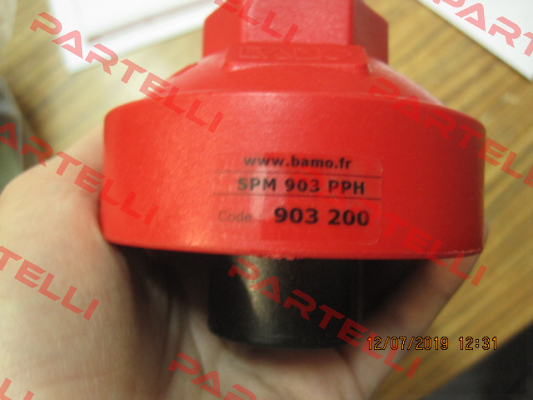 BAMO
www.bamo.fr
SPM 903 PPH
Code : 903 200
12/07/2019 12:31
PARTELLI
PARTELLI
PARTELLI
PARTELLI
PARTELLI
PARTELLI